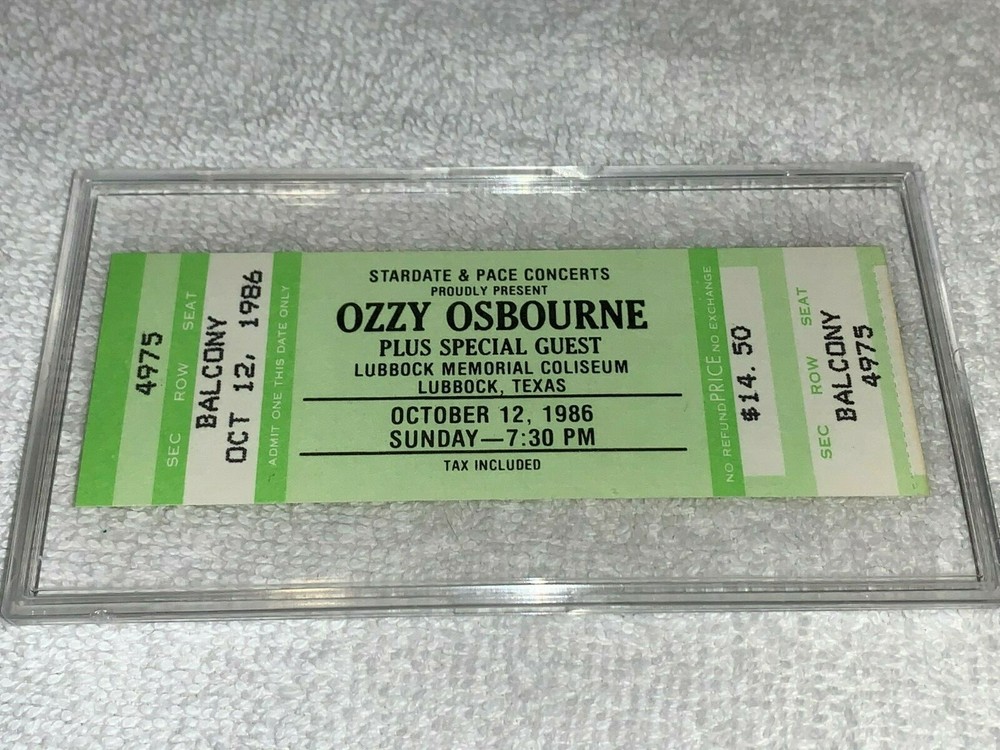 4975
SEC ROW SEAT
BALCONY
OCT 12, 1986
ADMIT ONE THIS DATE ONLY
STARDATE & PACE CONCERTS
PROUDLY PRESENT
OZZY OSBOURNE
PLUS SPECIAL GUEST
LUBBOCK MEMORIAL COLISEUM
LUBBOCK, TEXAS
OCTOBER 12, 1986
SUNDAY—7:30 PM
TAX INCLUDED
NO REFUND PRICE NO EXCHANGE
$14.50
SEC ROW SEAT
BALCONY
4975